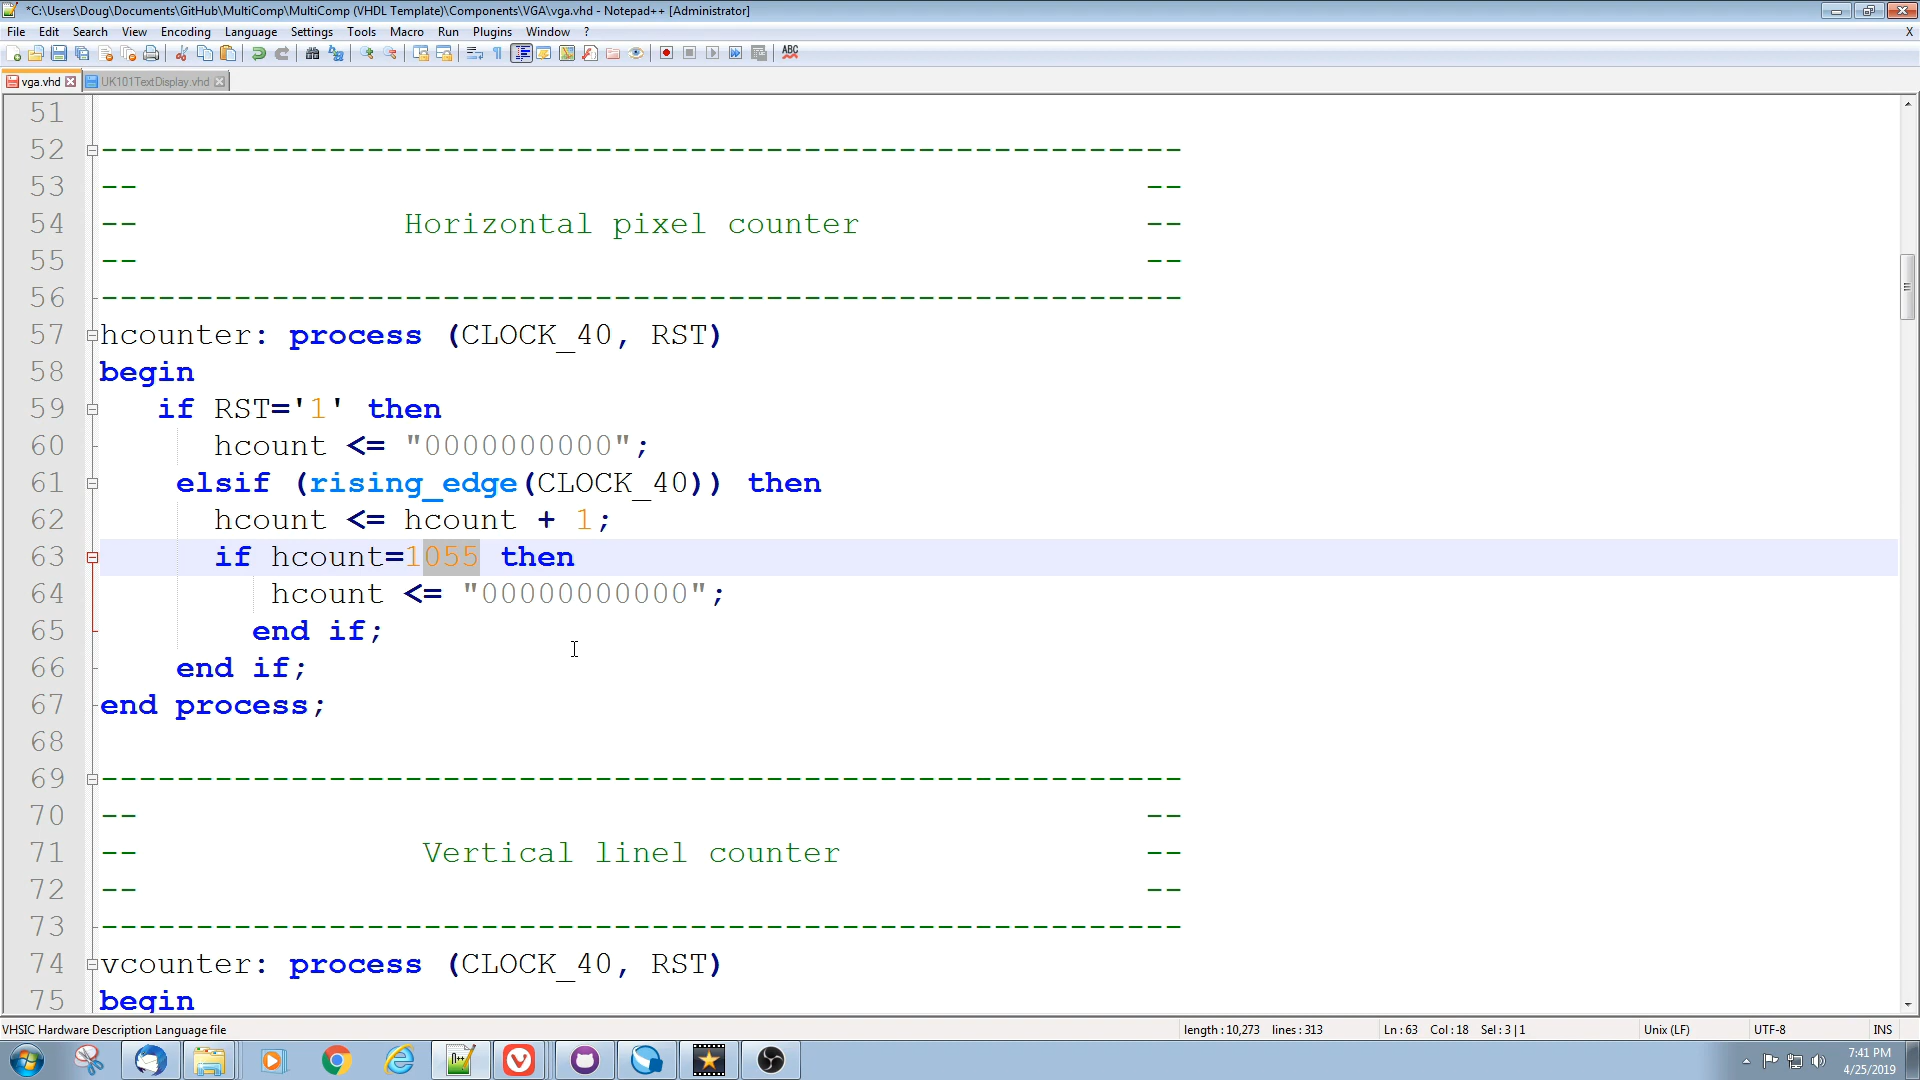 *C:\Users\Doug\Documents\GitHub\MultiComp\MultiComp (VHDL Template)\Components\VGA\vga.vhd - Notepad++ [Administrator]
File Edit Search View Encoding Language Settings Tools Macro Run Plugins Window ? X
ABC
vga.vhd UK101TextDisplay.vhd
51
52 ---------------------------------------------------------
53 -- --
54 -- Horizontal pixel counter --
55 -- --
56 ---------------------------------------------------------
57 hcounter: process (CLOCK_40, RST)
58 begin
59 if RST='1' then
60 hcount <= "0000000000";
61 elsif (rising_edge(CLOCK_40)) then
62 hcount <= hcount + 1;
63 if hcount=1055 then
64 hcount <= "00000000000";
65 end if;
66 end if;
67 end process;
68
69 ---------------------------------------------------------
70 -- --
71 -- Vertical linel counter --
72 -- --
73 ---------------------------------------------------------
74 vcounter: process (CLOCK_40, RST)
75 begin
VHSIC Hardware Description Language file length : 10,273 lines : 313 Ln : 63 Col : 18 Sel : 3 | 1 Unix (LF) UTF-8 INS
7:41 PM
4/25/2019